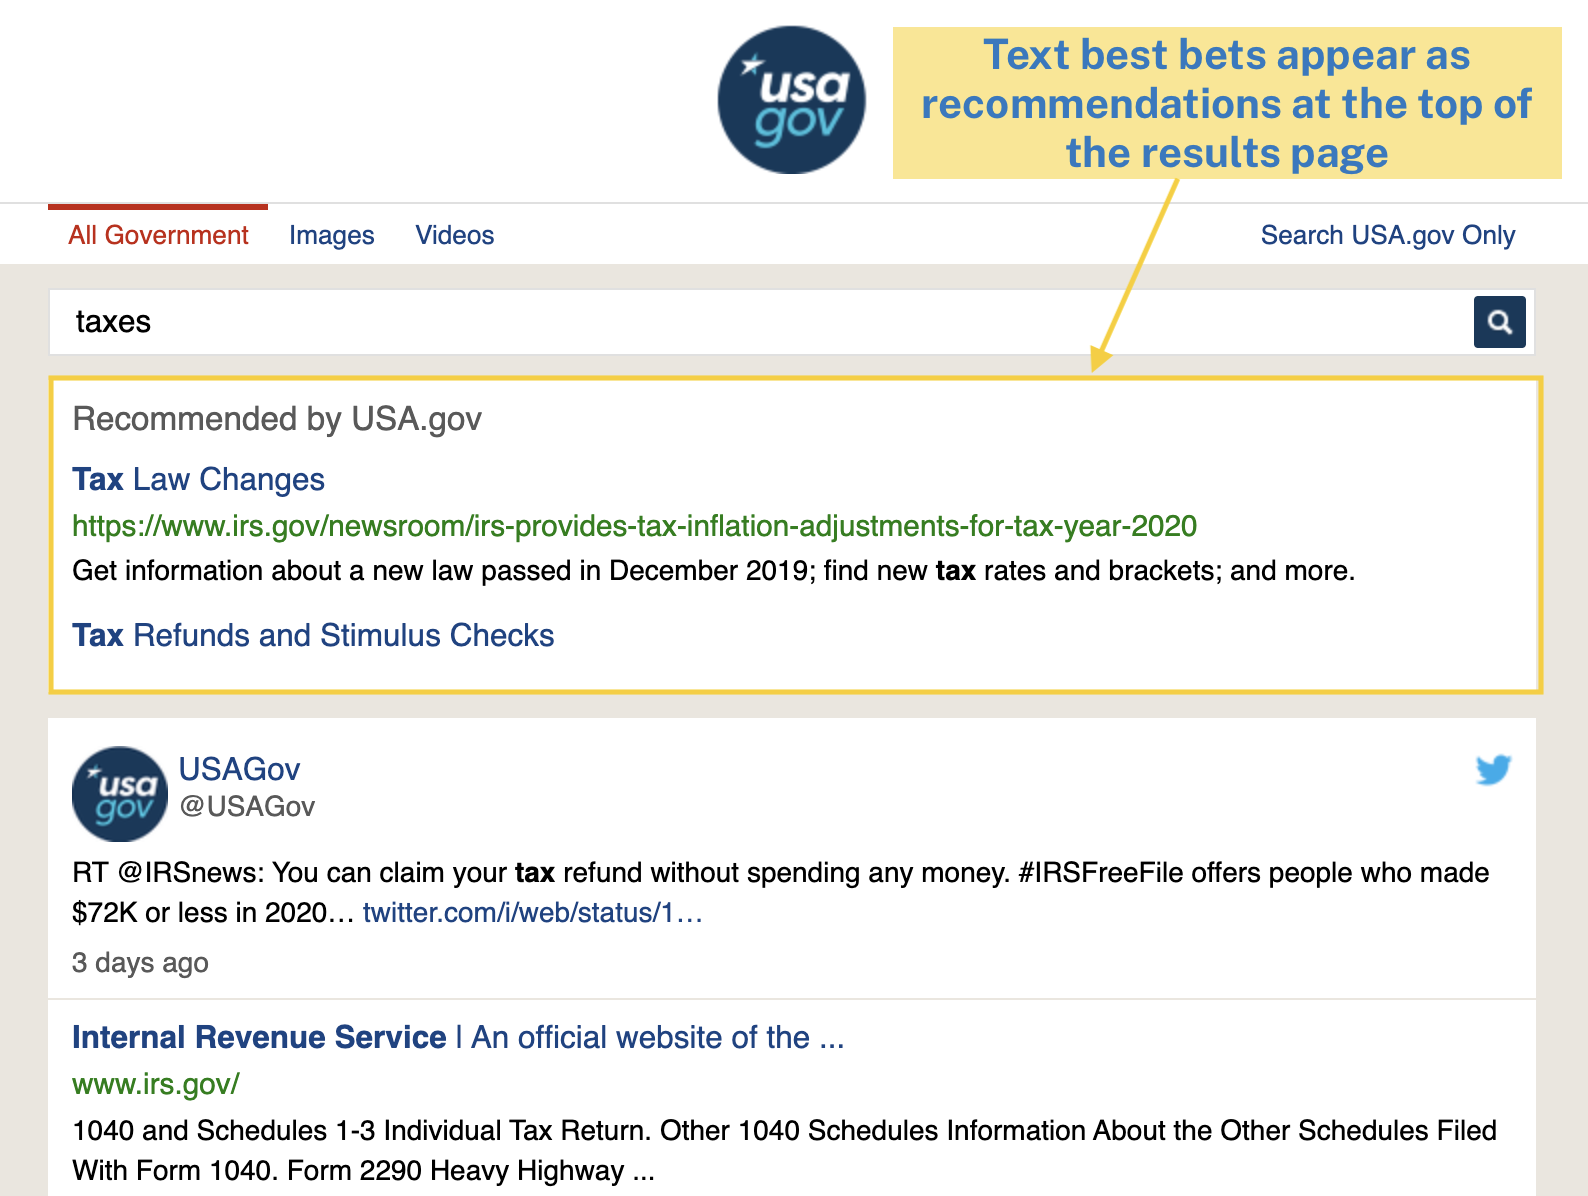 usa
gov
Text best bets appear as
recommendations at the top of
the results page
All Government Images Videos Search USA.gov Only
taxes
Recommended by USA.gov
Tax Law Changes
https://www.irs.gov/newsroom/irs-provides-tax-inflation-adjustments-for-tax-year-2020
Get information about a new law passed in December 2019; find new tax rates and brackets; and more.
Tax Refunds and Stimulus Checks
usa
gov
USAGov
@USAGov
RT @IRSnews: You can claim your tax refund without spending any money. #IRSFreeFile offers people who made
$72K or less in 2020… twitter.com/i/web/status/1…
3 days ago
Internal Revenue Service | An official website of the ...
www.irs.gov/
1040 and Schedules 1-3 Individual Tax Return. Other 1040 Schedules Information About the Other Schedules Filed
With Form 1040. Form 2290 Heavy Highway ...